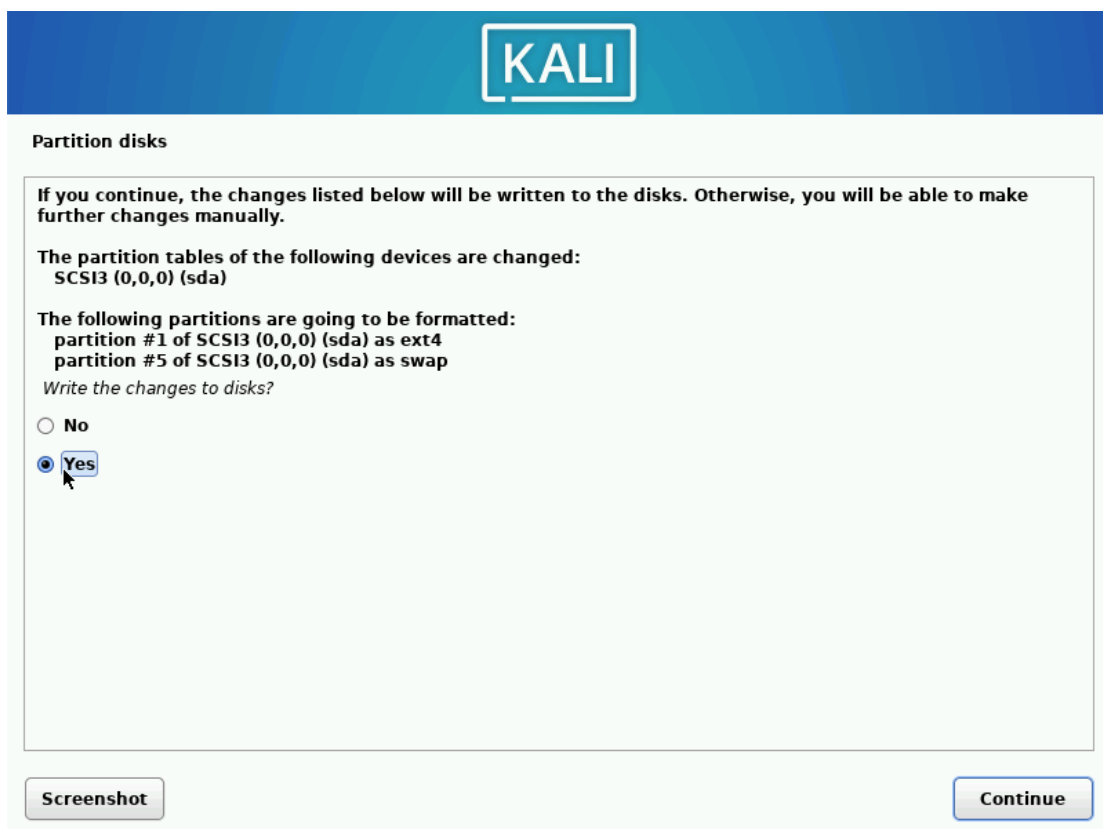 KALI
Partition disks
If you continue, the changes listed below will be written to the disks. Otherwise, you will be able to make
further changes manually.
The partition tables of the following devices are changed:
SCSI3 (0,0,0) (sda)
The following partitions are going to be formatted:
partition #1 of SCSI3 (0,0,0) (sda) as ext4
partition #5 of SCSI3 (0,0,0) (sda) as swap
Write the changes to disks?
No
Yes
Screenshot
Continue